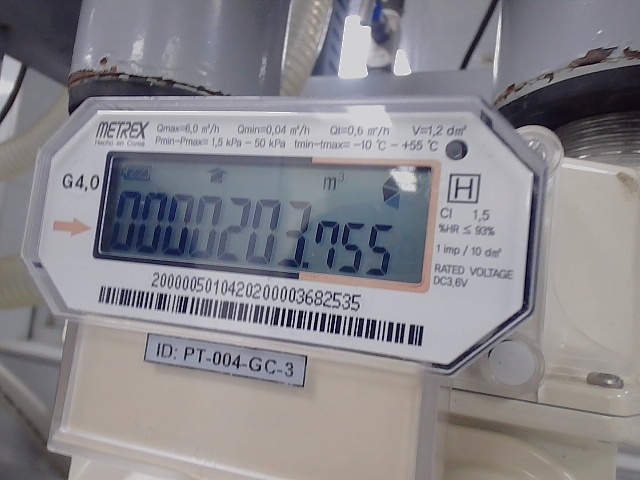 METREX
Hecho en Corea
Qmax=6,0 m³/h Qmin=0,04 m³/h Qt=0,6 m³/h V=1,2 dm³
Pmin-Pmax= 1,5 kPa - 50 kPa tmin-tmax= -10 °C - +55 °C
G4,0
m³
0000203.755
H
CI 1,5
%HR ≤ 93%
1 imp / 10 dm³
RATED VOLTAGE
DC3,6V
20000050104202000003682535
ID: PT-004-GC-3